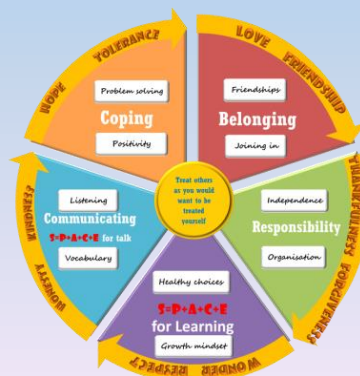 HOPE TOLERANCE
LOVE FRIENDSHIP
Problem solving
Coping
Positivity
Friendships
Belonging
Joining in
Treat others
as you would
want to be
treated
yourself
Listening
Communicating
S=P+A+C+E for talk
Vocabulary
Independence
Responsibility
Organisation
Healthy choices
S=P+A+C+E
for Learning
Growth mindset
HONESTY KINDNESS
THANKFULNESS FORGIVENESS
WONDER RESPECT